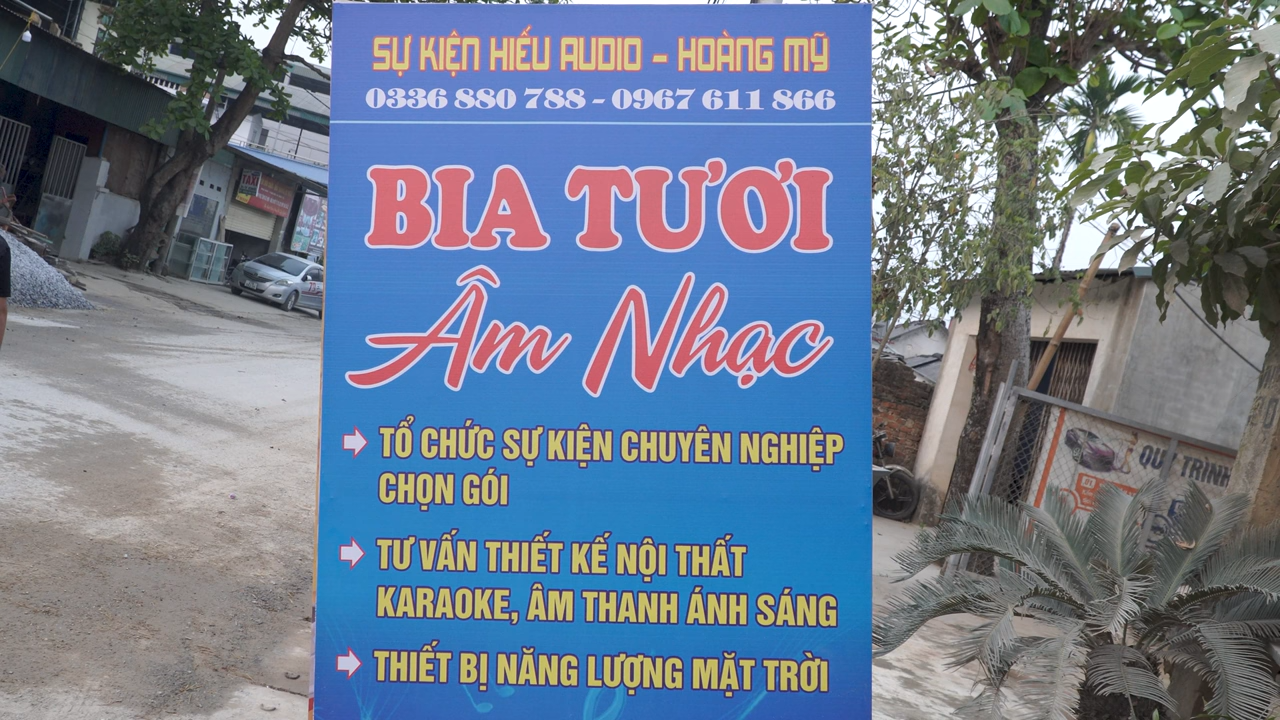 SỰ KIỆN HIẾU AUDIO - HOÀNG MỸ
0336 880 788 - 0967 611 866
BIA TƯƠI
Âm Nhạc
TỔ CHỨC SỰ KIỆN CHUYÊN NGHIỆP
CHỌN GÓI
TƯ VẤN THIẾT KẾ NỘI THẤT
KARAOKE, ÂM THANH ÁNH SÁNG
THIẾT BỊ NĂNG LƯỢNG MẶT TRỜI
QUY TRÌNH